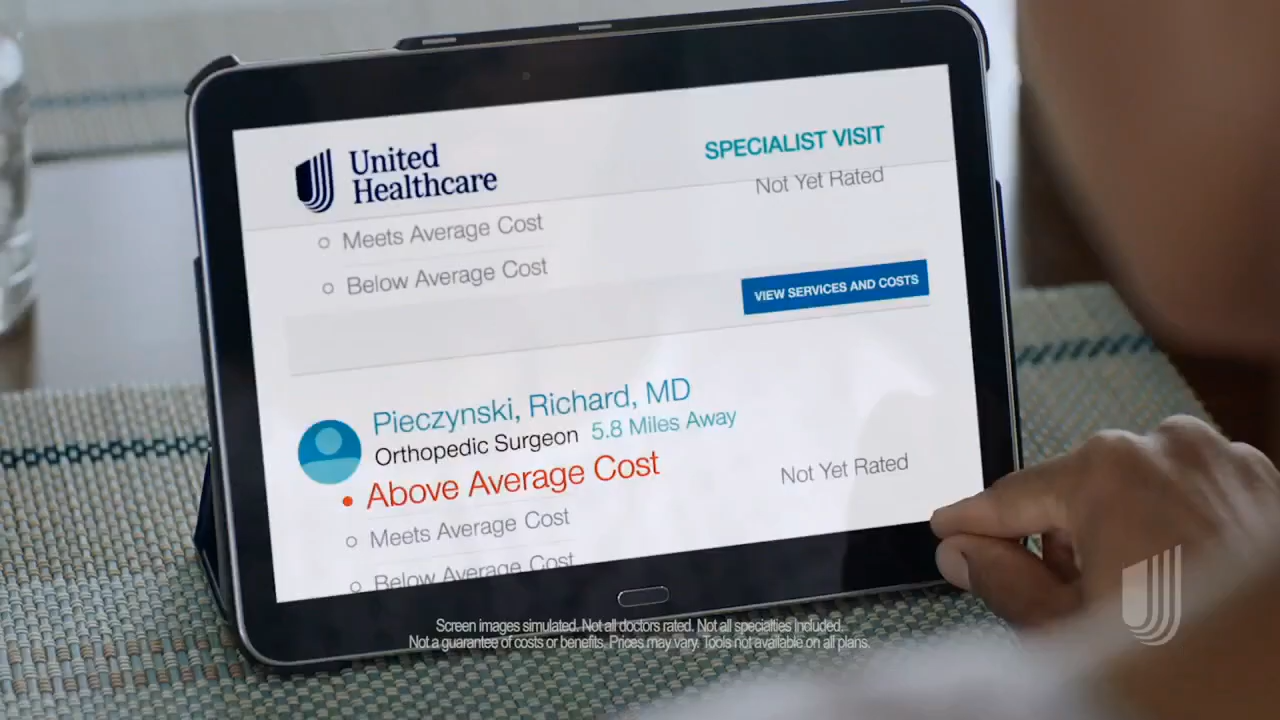 United
Healthcare
SPECIALIST VISIT
Not Yet Rated
Meets Average Cost
Below Average Cost
VIEW SERVICES AND COSTS
Pieczynski, Richard, MD
Orthopedic Surgeon 5.8 Miles Away
Above Average Cost
Not Yet Rated
Meets Average Cost
Below Average Cost
Screen images simulated. Not all doctors rated. Not all specialties included.
Not a guarantee of costs or benefits. Prices may vary. Tools not available on all plans.